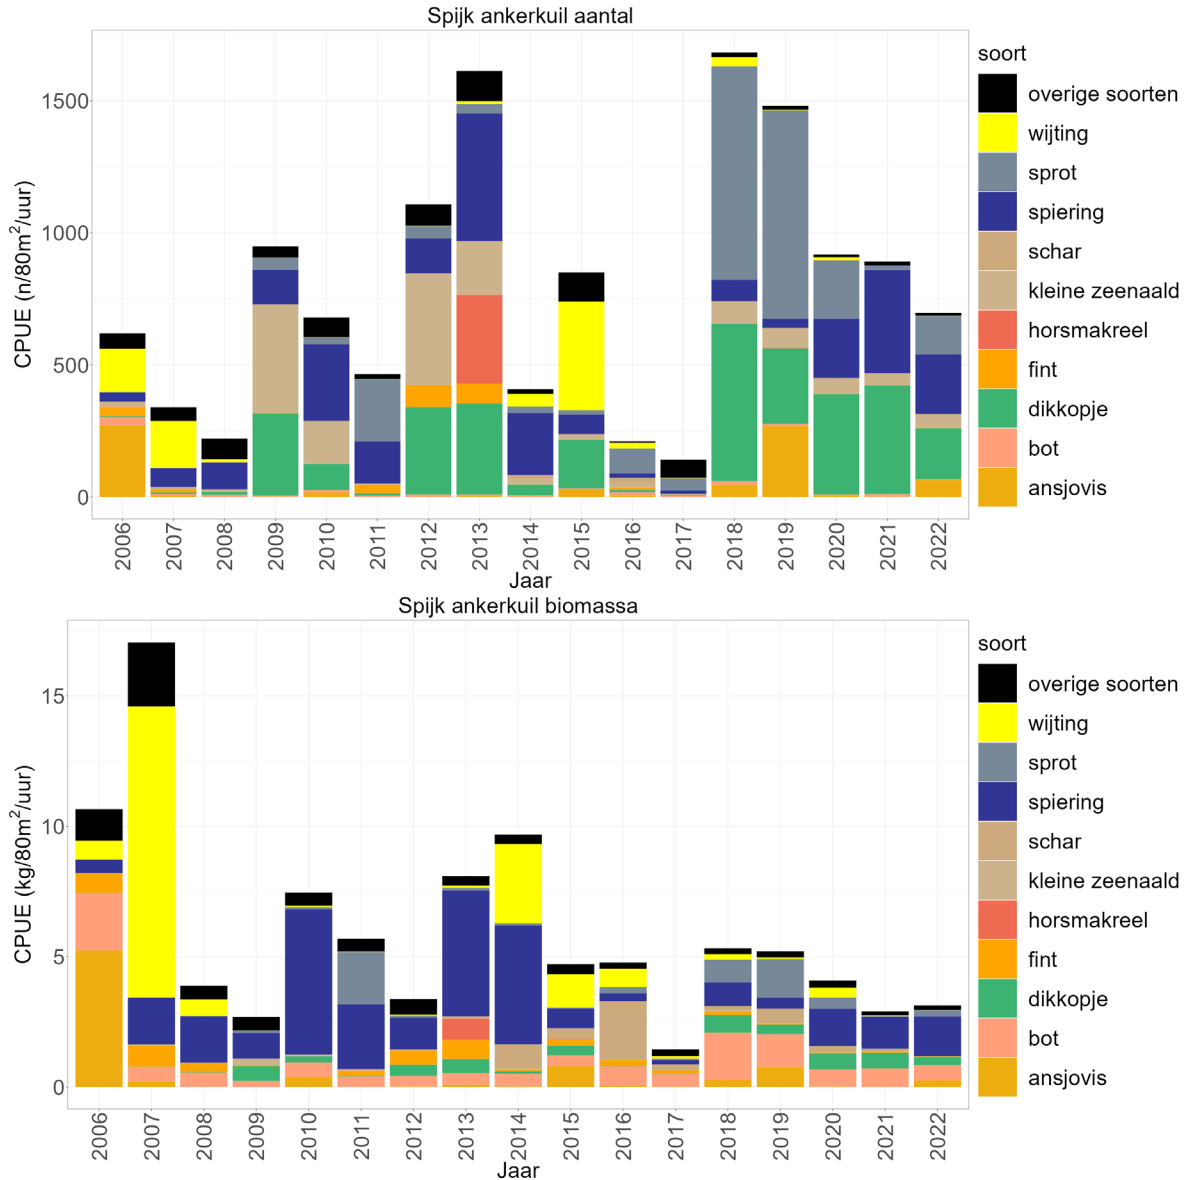 Spijk ankerkuil aantal
CPUE (n/80m²/uur)
1500
1000
500
0
2006 2007 2008 2009 2010 2011 2012 2013 2014 2015 2016 2017 2018 2019 2020 2021 2022
Jaar
soort
overige soorten
wijting
sprot
spiering
schar
kleine zeenaald
horsmakreel
fint
dikkopje
bot
ansjovis
Spijk ankerkuil biomassa
CPUE (kg/80m²/uur)
15
10
5
0
2006 2007 2008 2009 2010 2011 2012 2013 2014 2015 2016 2017 2018 2019 2020 2021 2022
Jaar
soort
overige soorten
wijting
sprot
spiering
schar
kleine zeenaald
horsmakreel
fint
dikkopje
bot
ansjovis